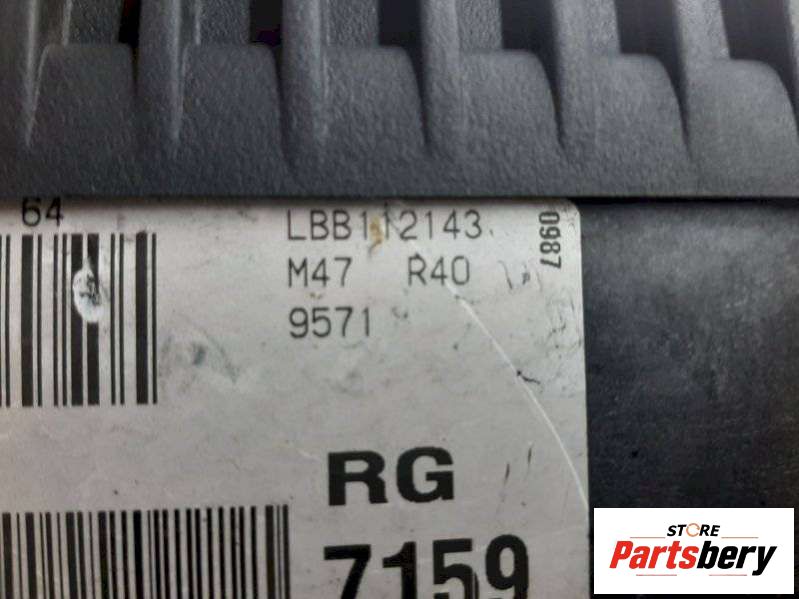 64
LBB112143
M47 R40
9571
0987
RG
7159
STORE
Partsbery